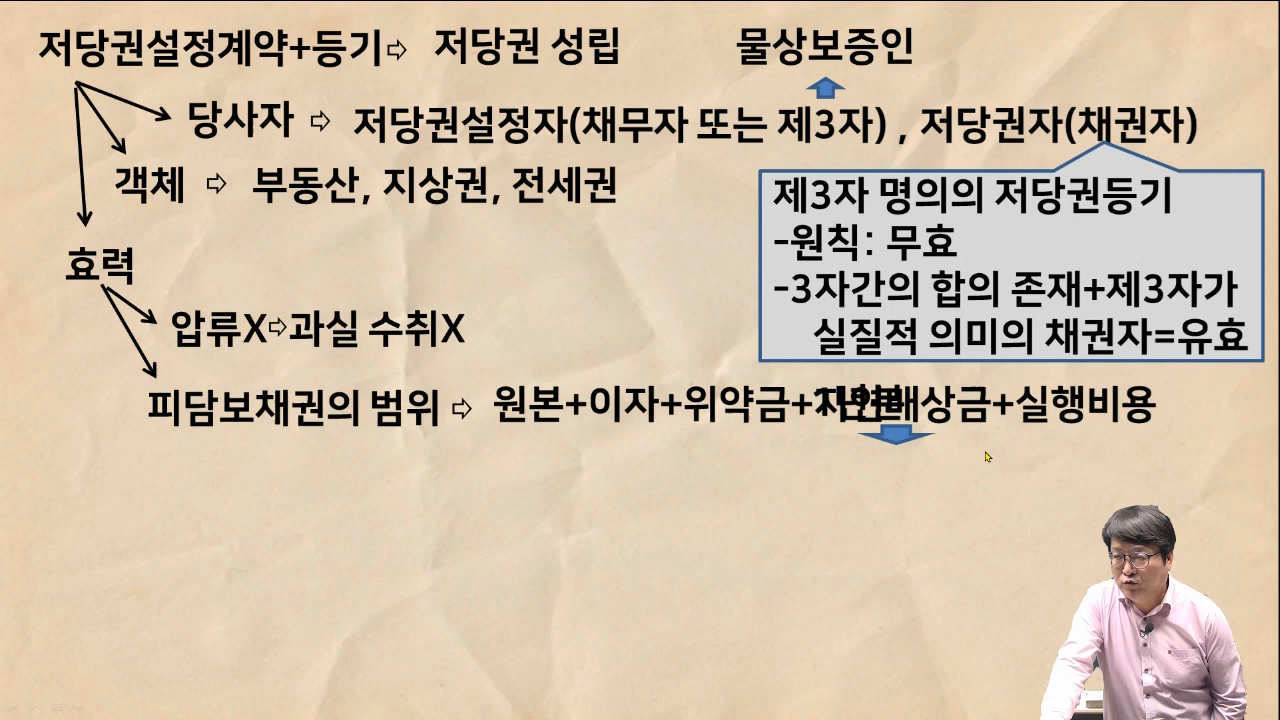 저당권설정계약+등기⇨ 저당권 성립 물상보증인
당사자 ⇨ 저당권설정자(채무자 또는 제3자) , 저당권자(채권자)
객체 ⇨ 부동산, 지상권, 전세권
제3자 명의의 저당권등기
-원칙: 무효
-3자간의 합의 존재+제3자가
실질적 의미의 채권자=유효
효력
압류X⇨과실 수취X
피담보채권의 범위 ⇨ 원본+이자+위약금+지연배상금+실행비용